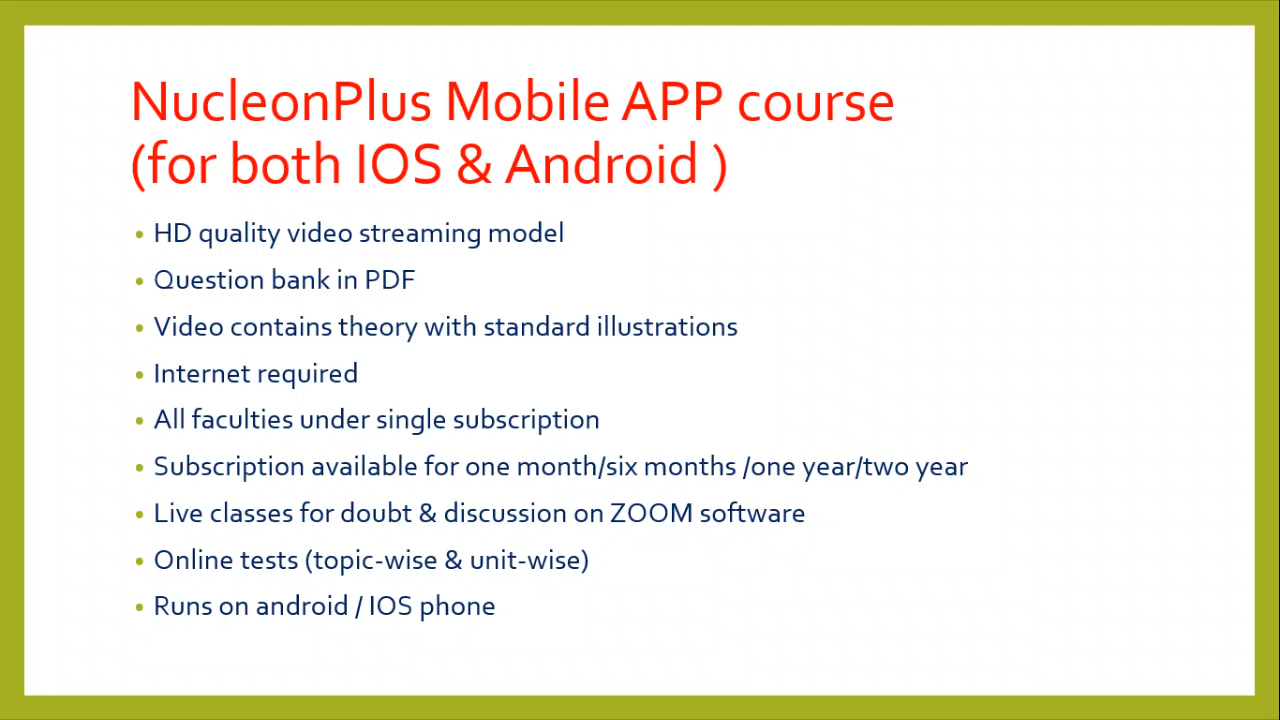 NucleonPlus Mobile APP course
(for both IOS & Android )
• HD quality video streaming model
• Question bank in PDF
• Video contains theory with standard illustrations
• Internet required
• All faculties under single subscription
• Subscription available for one month/six months /one year/two year
• Live classes for doubt & discussion on ZOOM software
• Online tests (topic-wise & unit-wise)
• Runs on android / IOS phone